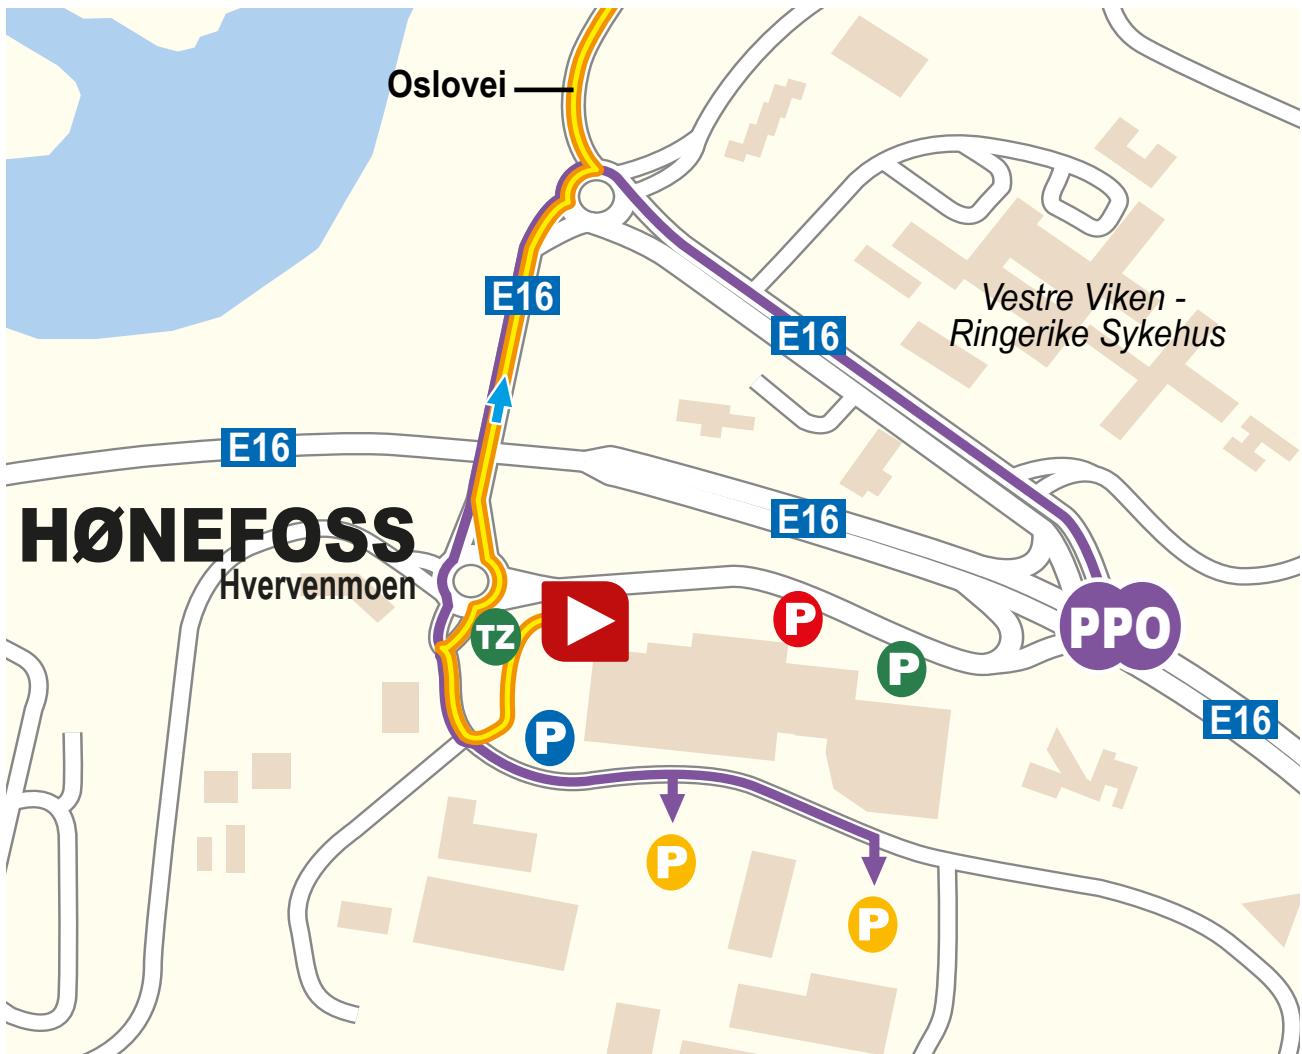 Oslovei
E16
Vestre Viken -
Ringerike Sykehus
E16
E16
E16
HØNEFOSS
Hvervenmoen
TZ
P
PPO
P
E16
P
P
P